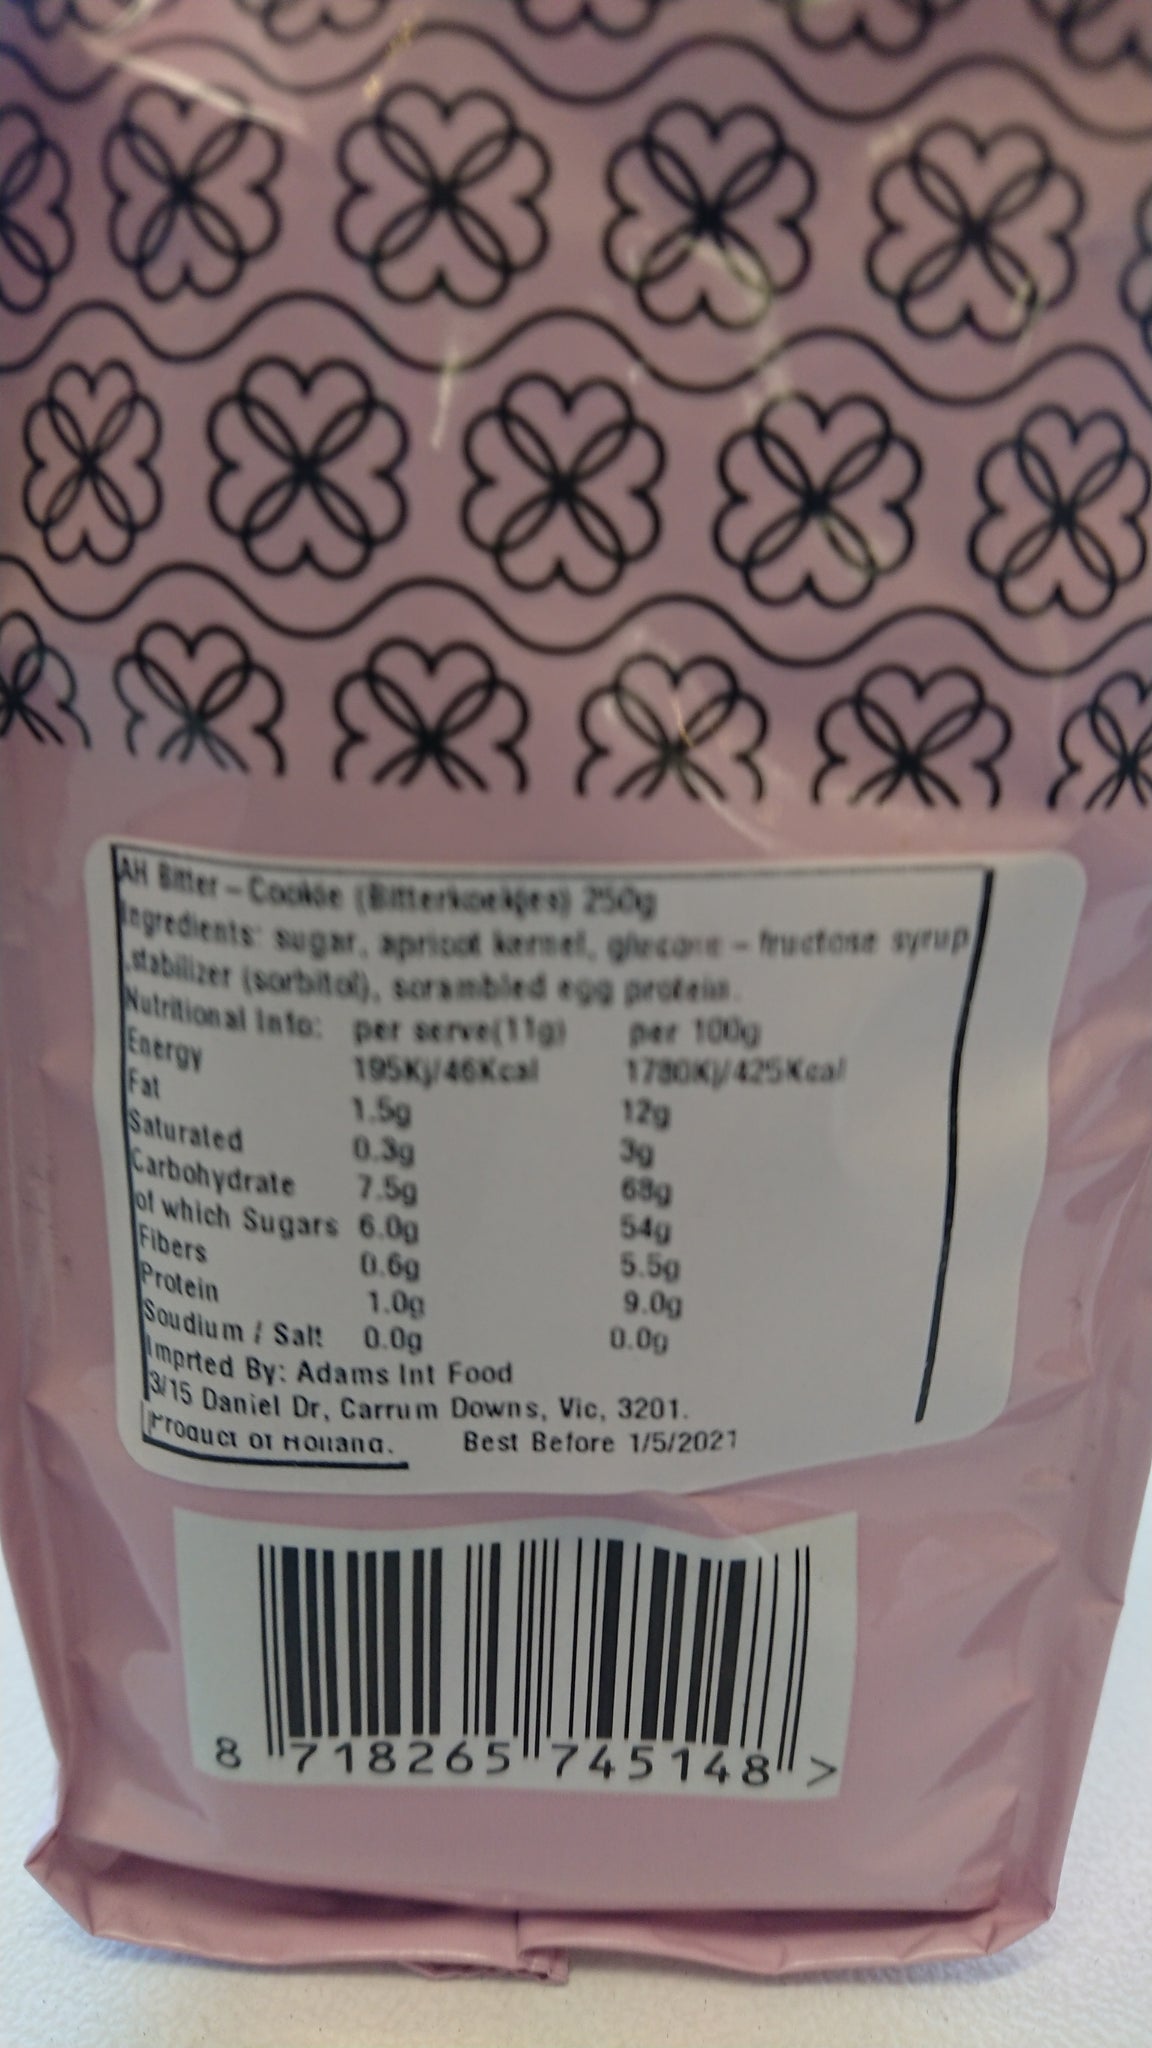 AH Bitter - Cookie (Bitterkoekjes) 250g
Ingredients: sugar, apricot kernel, - fructose syrup
,stabilizer (sorbitol), scrambled egg protein.
Nutritional Info: per serve(11g) per 100g
Energy 195Kj/46Kcal 1780Kj/425Kcal
Fat 1.5g 12g
Saturated 0.3g 3g
Carbohydrate 7.5g 68g
of which Sugars 6.0g 54g
Fibers 0.6g 5.5g
Protein 1.0g 9.0g
Soudium / Salt 0.0g 0.0g
Imprted By: Adams Int Food
3/15 Daniel Dr, Carrum Downs, Vic, 3201.
Product of Holland. Best Before 1/5/2021
8 718265 745148 >